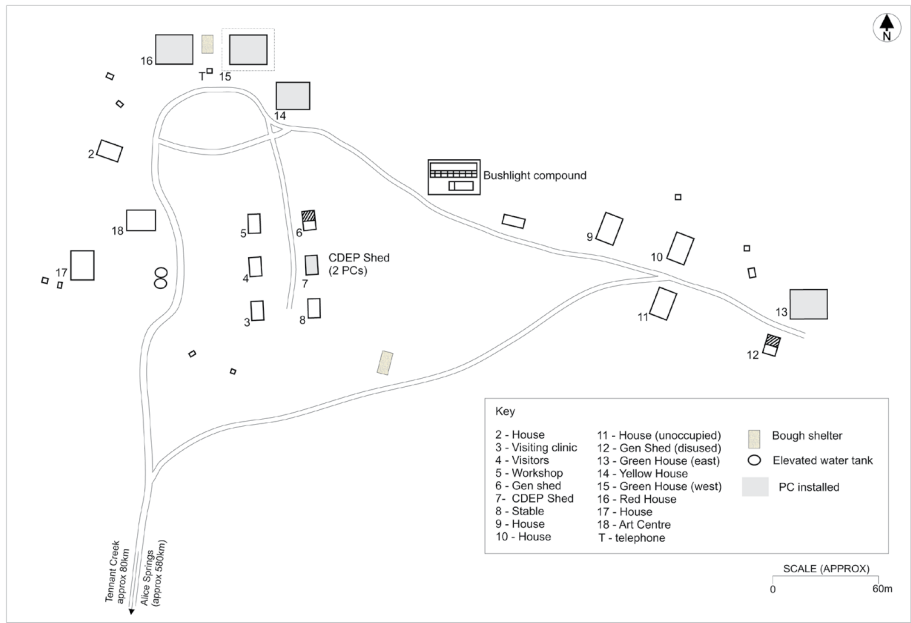 N
16
T
15
14
2
Bushlight compound
18
5
6
9
10
17
4
CDEP Shed
(2 PCs)
7
3
8
11
13
12
Key
2 - House
3 - Visiting clinic
4 - Visitors
5 - Workshop
6 - Gen shed
7- CDEP Shed
8 - Stable
9 - House
10 - House
11 - House (unoccupied)
12 - Gen Shed (disused)
13 - Green House (east)
14 - Yellow House
15 - Green House (west)
16 - Red House
17 - House
18 - Art Centre
T - telephone
Bough shelter
Elevated water tank
PC installed
Tennant Creek
approx 80km
Alice Springs
(approx 580km)
SCALE (APPROX)
0 60m